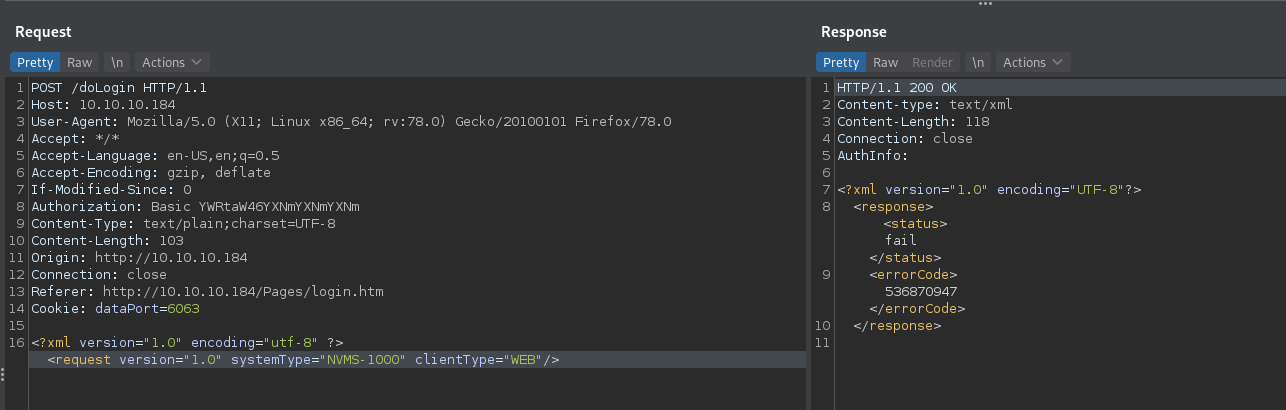 Request
Pretty Raw \n Actions
1 POST /doLogin HTTP/1.1
2 Host: 10.10.10.184
3 User-Agent: Mozilla/5.0 (X11; Linux x86_64; rv:78.0) Gecko/20100101 Firefox/78.0
4 Accept: */*
5 Accept-Language: en-US,en;q=0.5
6 Accept-Encoding: gzip, deflate
7 If-Modified-Since: 0
8 Authorization: Basic YWRtaW46YXNmYXNmYXNm
9 Content-Type: text/plain;charset=UTF-8
10 Content-Length: 103
11 Origin: http://10.10.10.184
12 Connection: close
13 Referer: http://10.10.10.184/Pages/login.htm
14 Cookie: dataPort=6063
15
16 <?xml version="1.0" encoding="utf-8" ?>
<request version="1.0" systemType="NVMS-1000" clientType="WEB"/>
Response
Pretty Raw Render \n Actions
1 HTTP/1.1 200 OK
2 Content-type: text/xml
3 Content-Length: 118
4 Connection: close
5 AuthInfo:
6
7 <?xml version="1.0" encoding="UTF-8"?>
8 <response>
<status>
fail
</status>
9 <errorCode>
536870947
</errorCode>
10 </response>
11